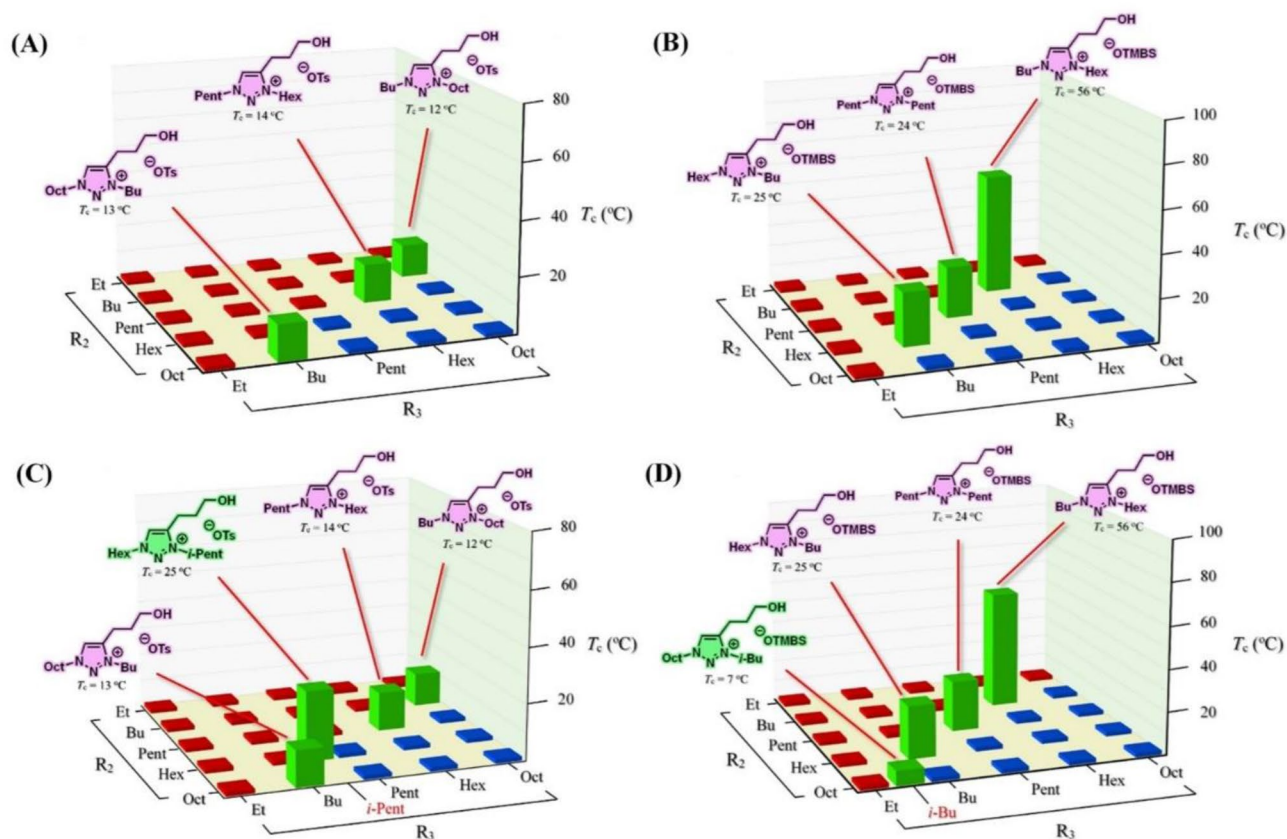 (A)
OH
Pent
N
N
N
⊕
Hex
⊖
OTs
Tc = 14 °C
OH
Bu
N
N
N
⊕
Oct
⊖
OTs
Tc = 12 °C
OH
Oct
N
N
N
⊕
Bu
⊖
OTs
Tc = 13 °C
80
60
40
20
Tc (°C)
Et
Bu
Pent
Hex
Oct
R2
Et
Bu
Pent
Hex
Oct
R3
(B)
OH
Pent
N
N
N
⊕
Pent
⊖
OTMBS
Tc = 24 °C
OH
Bu
N
N
N
⊕
Hex
⊖
OTMBS
Tc = 56 °C
OH
Hex
N
N
N
⊕
Bu
⊖
OTMBS
Tc = 25 °C
100
80
60
40
20
Tc (°C)
Et
Bu
Pent
Hex
Oct
R2
Et
Bu
Pent
Hex
Oct
R3
(C)
OH
Hex
N
N
N
⊕
i-Pent
⊖
OTs
Tc = 25 °C
OH
Pent
N
N
N
⊕
Hex
⊖
OTs
Tc = 14 °C
OH
Bu
N
N
N
⊕
Oct
⊖
OTs
Tc = 12 °C
OH
Oct
N
N
N
⊕
Bu
⊖
OTs
Tc = 13 °C
80
60
40
20
Tc (°C)
Et
Bu
Pent
Hex
Oct
R2
Et
Bu
i-Pent
Pent
Hex
Oct
R3
(D)
OH
Hex
N
N
N
⊕
Bu
⊖
OTMBS
Tc = 25 °C
OH
Pent
N
N
N
⊕
Pent
⊖
OTMBS
Tc = 24 °C
OH
Bu
N
N
N
⊕
Hex
⊖
OTMBS
Tc = 56 °C
OH
Oct
N
N
N
⊕
i-Bu
⊖
OTMBS
Tc = 7 °C
100
80
60
40
20
Tc (°C)
Et
Bu
Pent
Hex
Oct
R2
Et
i-Bu
Bu
Pent
Hex
Oct
R3